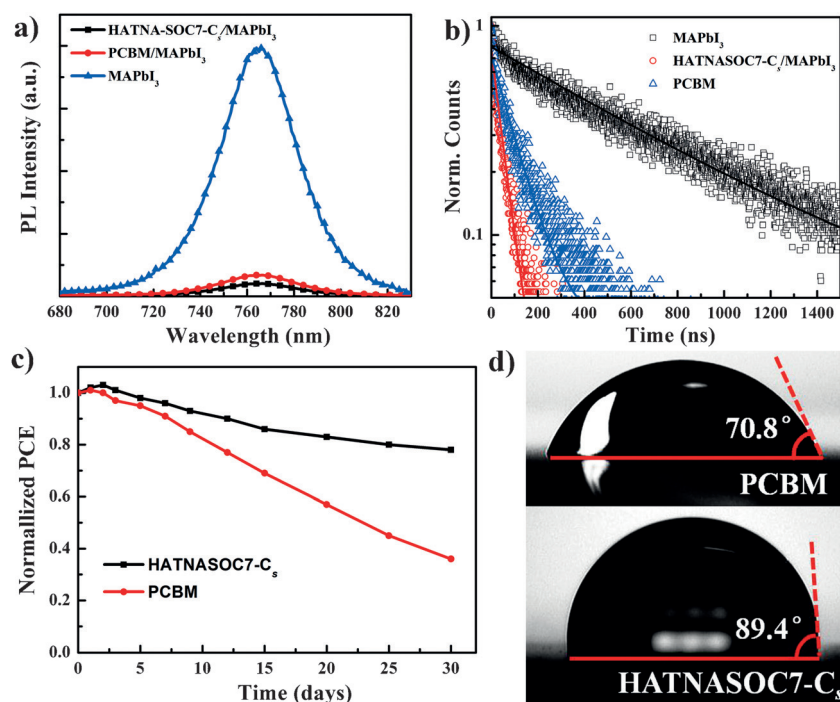 a)
HATNA-SOC7-Cs/MAPbI3
PCBM/MAPbI3
MAPbI3
PL Intensity (a.u.)
680 700 720 740 760 780 800 820
Wavelength (nm)
b)
MAPbI3
HATNASOC7-Cs/MAPbI3
PCBM
Norm. Counts
1
0.1
0 200 400 600 800 1000 1200 1400
Time (ns)
c)
Normallized PCE
1.0
0.8
0.6
0.4
0.2
0.0
HATNASOC7-Cs
PCBM
0 5 10 15 20 25 30
Time (days)
d)
70.8°
PCBM
89.4°
HATNASOC7-Cs